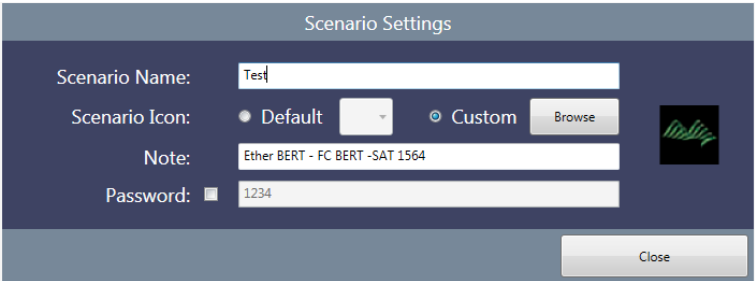 Scenario Settings
Scenario Name: Test
Scenario Icon: Default Custom Browse
Note: Ether BERT - FC BERT -SAT 1564
Password: 1234
Close